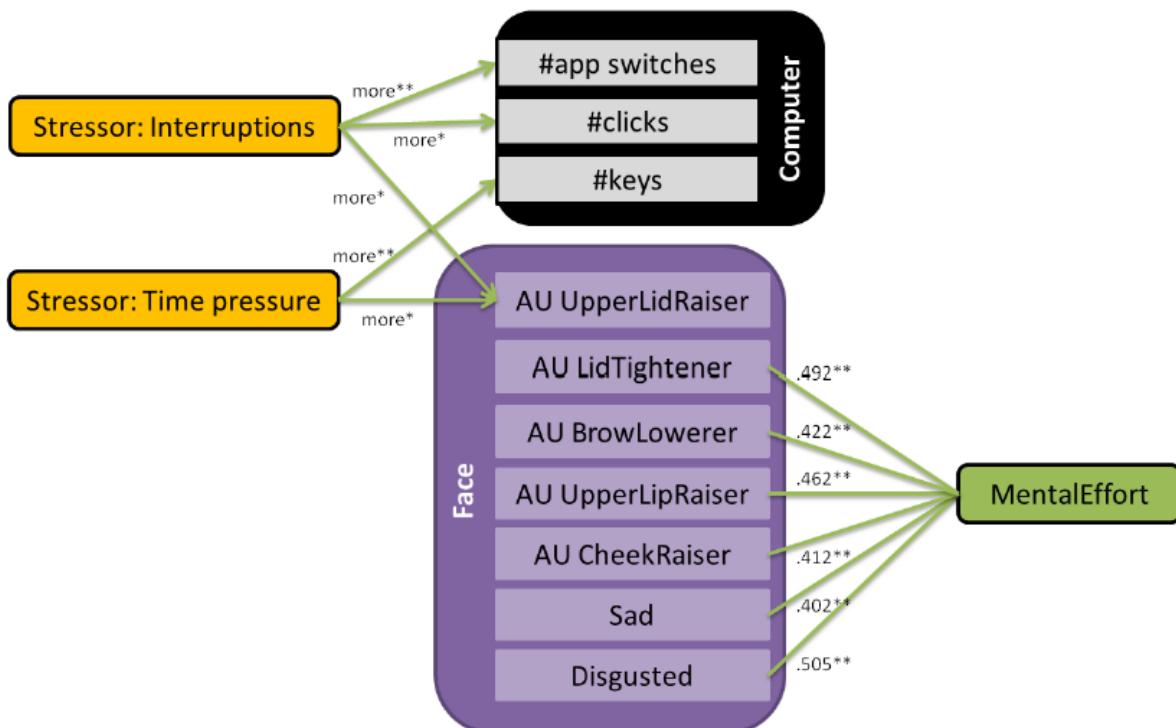 #app switches
more**
Stressor: Interruptions
#clicks
more*
Computer
#keys
more*
more**
Stressor: Time pressure
AU UpperLidRaiser
more*
AU LidTightener
.492**
AU BrowLowerer
.422**
.462**
AU UpperLipRaiser
MentalEffort
Face
AU CheekRaiser
.412**
Sad
.402**
Disgusted
.505**